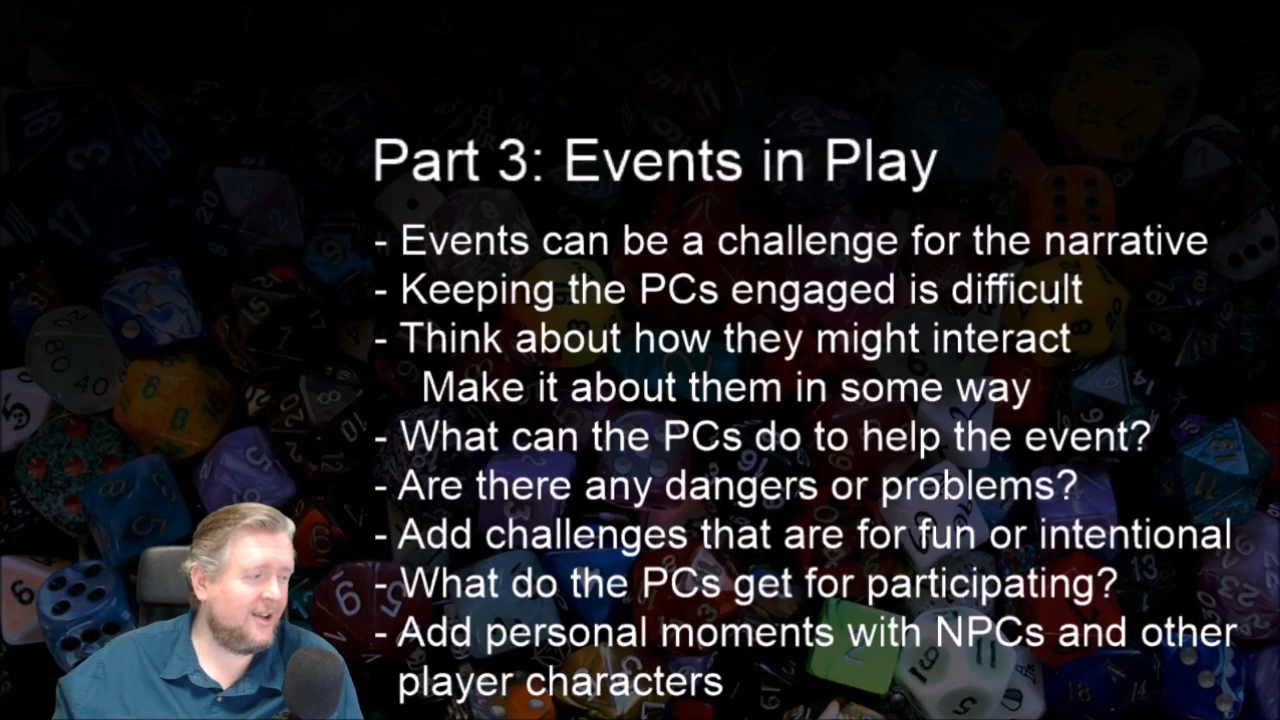 Part 3: Events in Play
- Events can be a challenge for the narrative
- Keeping the PCs engaged is difficult
- Think about how they might interact
Make it about them in some way
- What can the PCs do to help the event?
- Are there any dangers or problems?
- Add challenges that are for fun or intentional
- What do the PCs get for participating?
- Add personal moments with NPCs and other
player characters